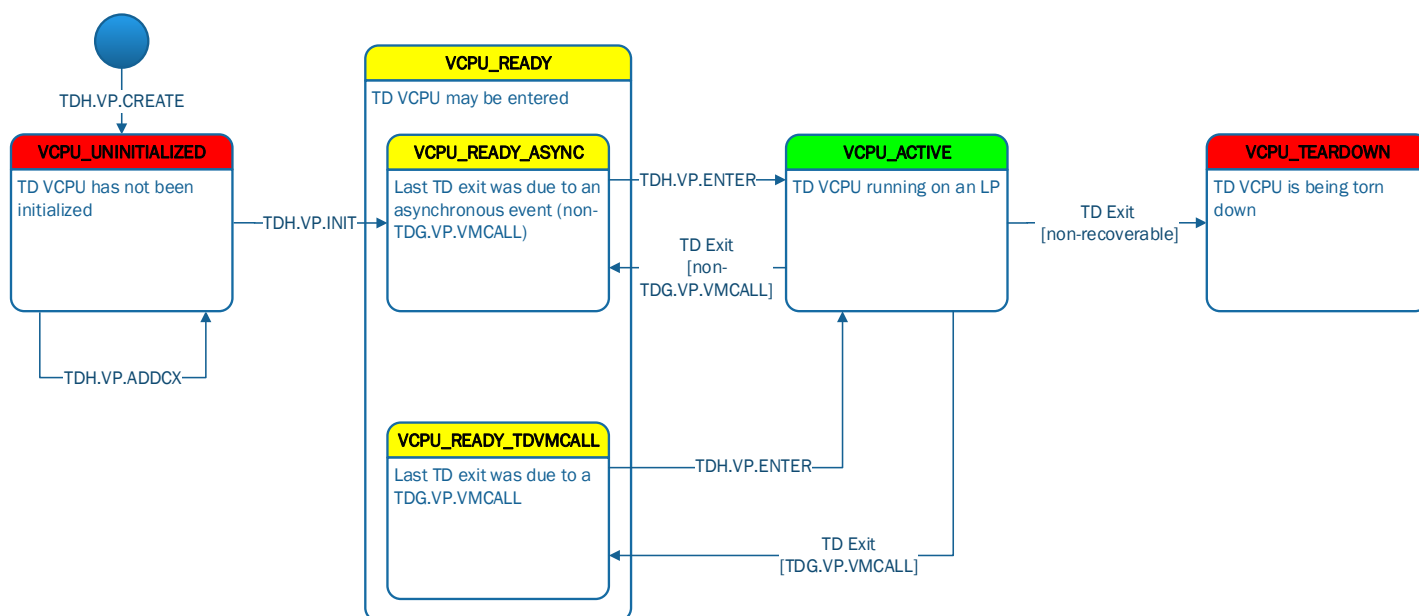 TDH.VP.CREATE
VCPU_UNINITIALIZED
TD VCPU has not been
initialized
TDH.VP.ADDCX
TDH.VP.INIT
VCPU_READY
TD VCPU may be entered
VCPU_READY_ASYNC
Last TD exit was due to an
asynchronous event (non-
TDG.VP.VMCALL)
TDH.VP.ENTER
TD Exit
[non-
TDG.VP.VMCALL]
VCPU_ACTIVE
TD VCPU running on an LP
TD Exit
[non-recoverable]
VCPU_TEARDOWN
TD VCPU is being torn
down
VCPU_READY_TDVMCALL
Last TD exit was due to a
TDG.VP.VMCALL
TDH.VP.ENTER
TD Exit
[TDG.VP.VMCALL]